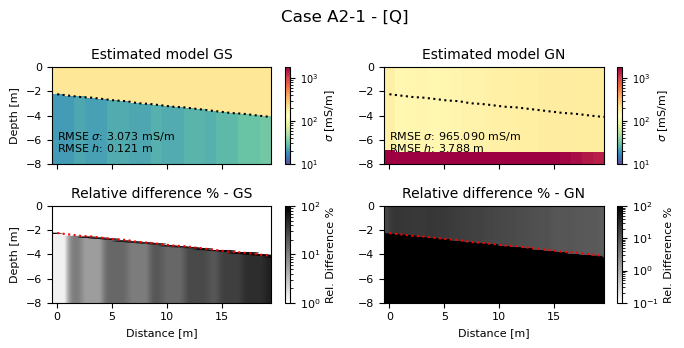 Case A2-1 - [Q]
Estimated model GS
Estimated model GN
0
−2
−4
−6
−8
Depth [m]
RMSE σ: 3.073 mS/m
RMSE h: 0.121 m
10³
10²
10¹
σ [mS/m]
0
−2
−4
−6
−8
RMSE σ: 965.090 mS/m
RMSE h: 3.788 m
10³
10²
10¹
σ [mS/m]
Relative difference % - GS
Relative difference % - GN
0
−2
−4
−6
−8
Depth [m]
0 5 10 15
Distance [m]
10²
10¹
10⁰
Rel. Difference %
0
−2
−4
−6
−8
0 5 10 15
Distance [m]
10²
10¹
10⁰
10⁻¹
Rel. Difference %